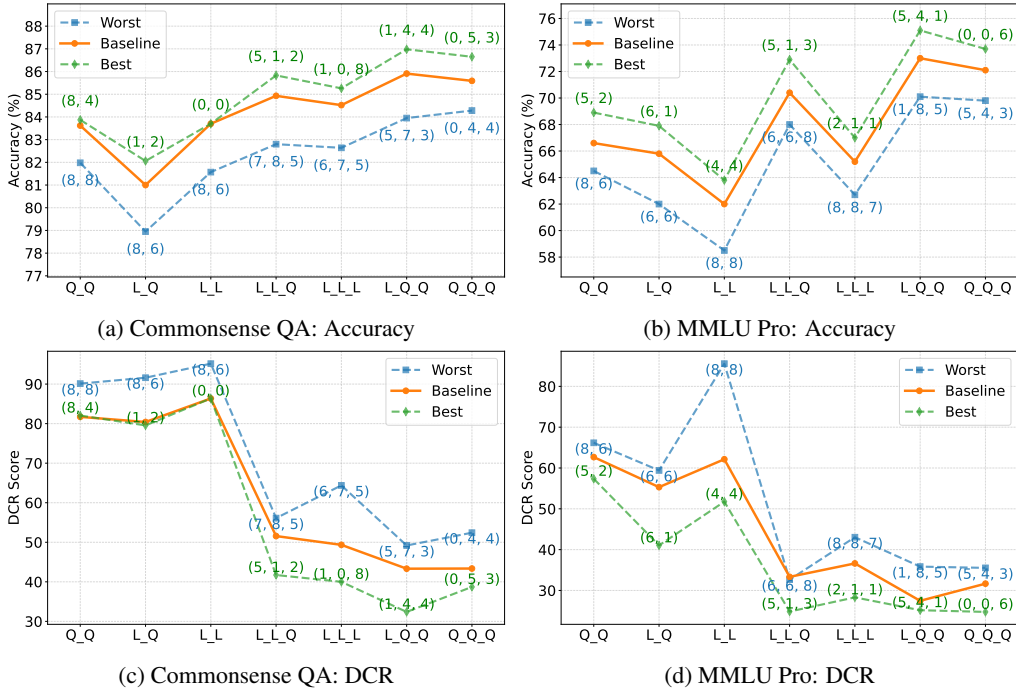 88
87
86
85
84
83
82
81
80
79
78
77
Accuracy (%)
Worst
Baseline
Best
(8, 4)
(1, 2)
(0, 0)
(5, 1, 2)
(1, 0, 8)
(1, 4, 4)
(0, 5, 3)
(8, 8)
(8, 6)
(8, 6)
(7, 8, 5)
(6, 7, 5)
(5, 7, 3)
(0, 4, 4)
Q_Q L_Q L_L L_L_Q L_L_L L_Q_Q Q_Q_Q
(a) Commonsense QA: Accuracy
76
74
72
70
68
66
64
62
60
58
Accuracy (%)
Worst
Baseline
Best
(5, 2)
(6, 1)
(4, 4)
(5, 1, 3)
(2, 1, 1)
(5, 4, 1)
(0, 0, 6)
(8, 6)
(6, 6)
(8, 8)
(6, 6, 8)
(8, 8, 7)
(1, 8, 5)
(5, 4, 3)
Q_Q L_Q L_L L_L_Q L_L_L L_Q_Q Q_Q_Q
(b) MMLU Pro: Accuracy
90
80
70
60
50
40
30
DCR Score
Worst
Baseline
Best
(8, 8)
(8, 6)
(8, 6)
(7, 8, 5)
(6, 7, 5)
(5, 7, 3)
(0, 4, 4)
(8, 4)
(1, 2)
(0, 0)
(5, 1, 2)
(1, 0, 8)
(1, 4, 4)
(0, 5, 3)
Q_Q L_Q L_L L_L_Q L_L_L L_Q_Q Q_Q_Q
(c) Commonsense QA: DCR
80
70
60
50
40
30
DCR Score
Worst
Baseline
Best
(8, 6)
(6, 6)
(8, 8)
(6, 6, 8)
(8, 8, 7)
(1, 8, 5)
(5, 4, 3)
(5, 2)
(6, 1)
(4, 4)
(5, 1, 3)
(2, 1, 1)
(5, 4, 1)
(0, 0, 6)
Q_Q L_Q L_L L_L_Q L_L_L L_Q_Q Q_Q_Q
(d) MMLU Pro: DCR